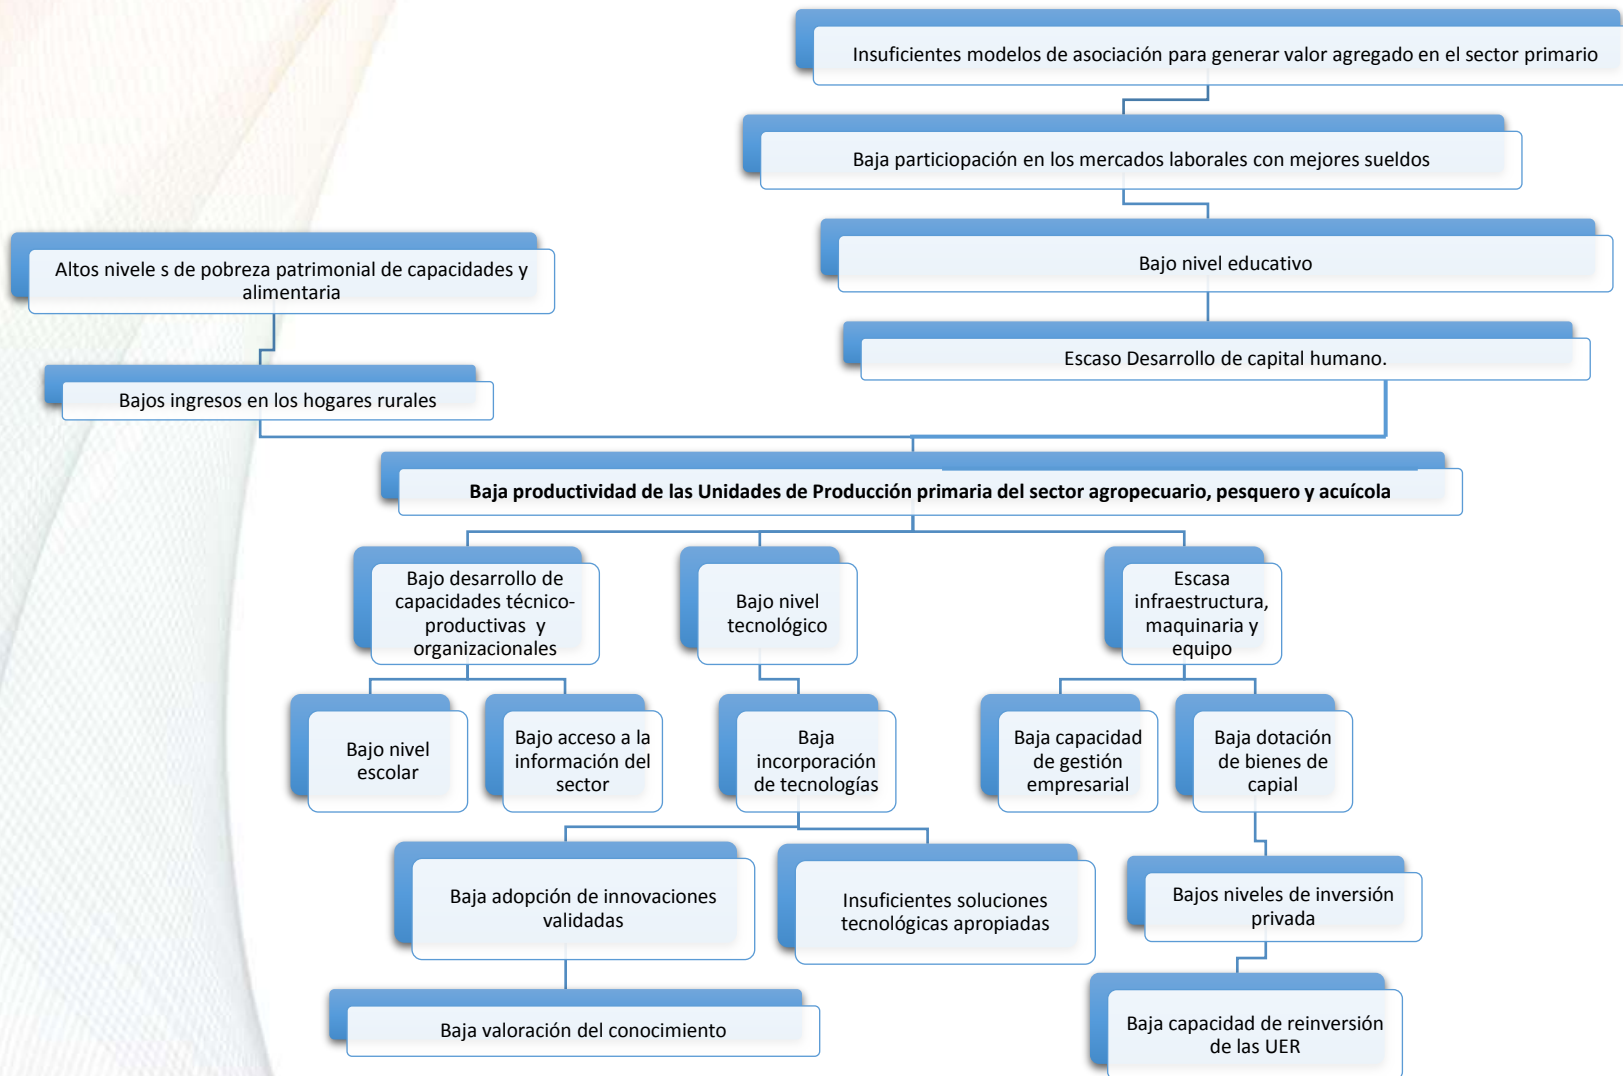 Insuficientes modelos de asociación para generar valor agregado en el sector primario
Baja particiopación en los mercados laborales con mejores sueldos
Bajo nivel educativo
Escaso Desarrollo de capital humano.
Altos nivele s de pobreza patrimonial de capacidades y
alimentaria
Bajos ingresos en los hogares rurales
Baja productividad de las Unidades de Producción primaria del sector agropecuario, pesquero y acuícola
Bajo desarrollo de
capacidades técnico-
productivas y
organizacionales
Bajo nivel
tecnológico
Escasa
infraestructura,
maquinaria y
equipo
Bajo nivel
escolar
Bajo acceso a la
información del
sector
Baja
incorporación
de tecnologías
Baja capacidad
de gestión
empresarial
Baja dotación
de bienes de
capial
Baja adopción de innovaciones
validadas
Insuficientes soluciones
tecnológicas apropiadas
Bajos niveles de inversión
privada
Baja valoración del conocimiento
Baja capacidad de reinversión
de las UER